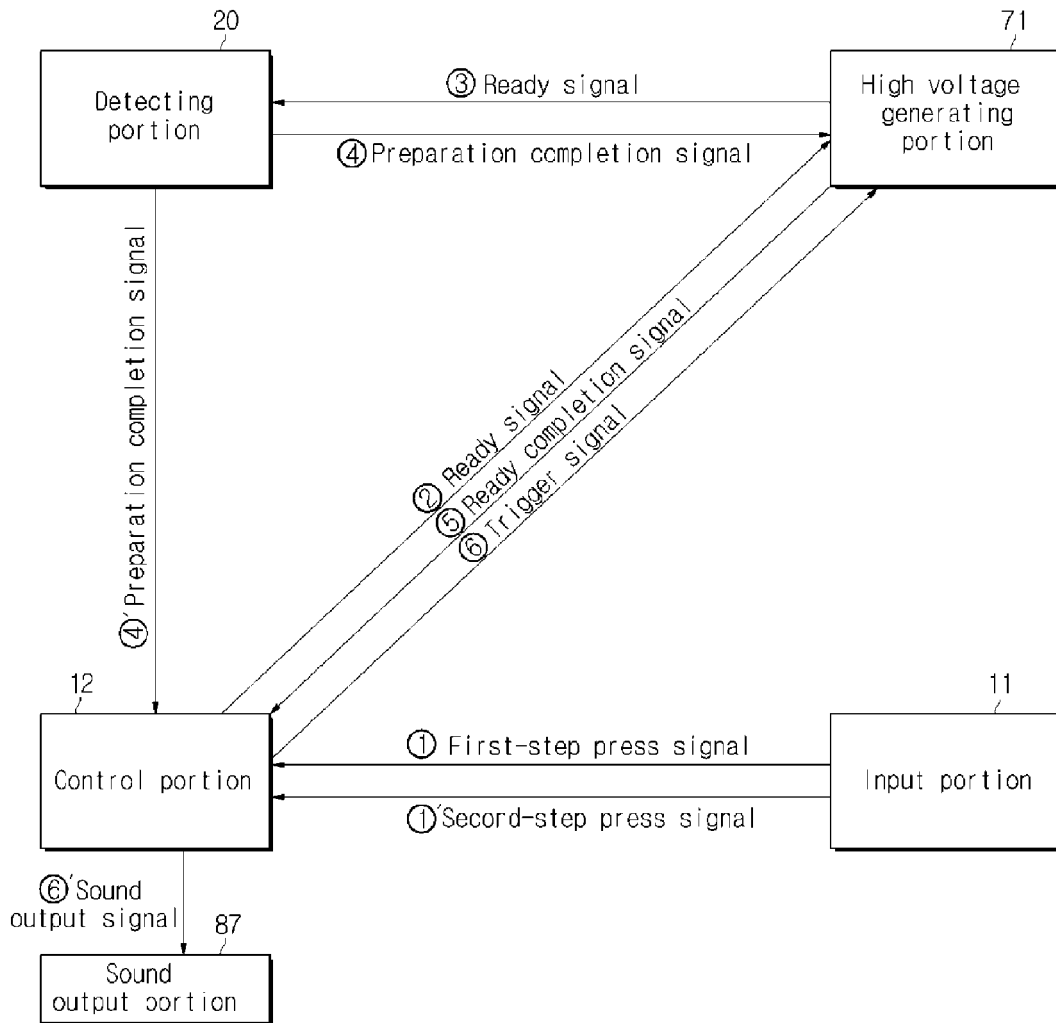 20
71
Detecting
portion
③ Ready signal
④ Preparation completion signal
High voltage
generating
portion
④' Preparation completion signal
② Ready signal
⑤ Ready completion signal
⑥ Trigger signal
12
11
Control portion
① First-step press signal
①' Second-step press signal
Input portion
⑥' Sound
output signal
87
Sound
output portion